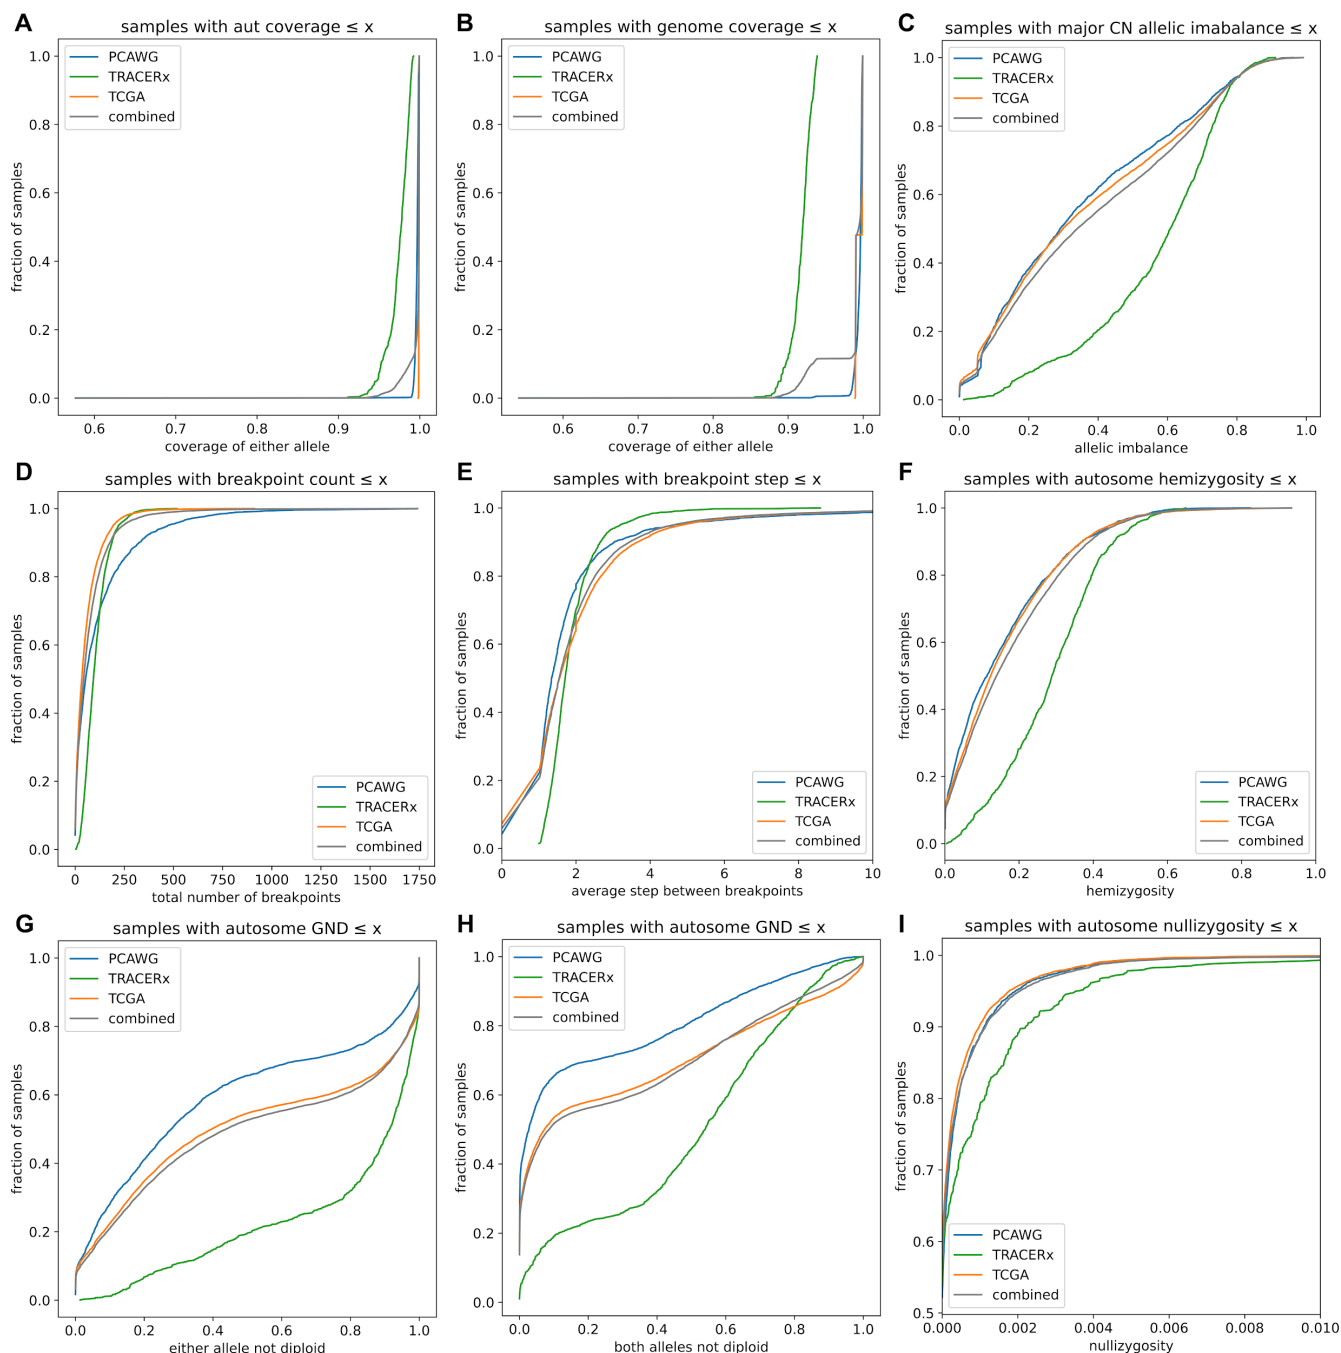 A
samples with aut coverage ≤ x
PCAWG
TRACERx
TCGA
combined
fraction of samples
1.0
0.8
0.6
0.4
0.2
0.0
0.6
0.7
0.8
0.9
1.0
coverage of either allele
B
samples with genome coverage ≤ x
PCAWG
TRACERx
TCGA
combined
fraction of samples
1.0
0.8
0.6
0.4
0.2
0.0
0.6
0.7
0.8
0.9
1.0
coverage of either allele
C
samples with major CN allelic imabalance ≤ x
PCAWG
TRACERx
TCGA
combined
fraction of samples
1.0
0.8
0.6
0.4
0.2
0.0
0.0
0.2
0.4
0.6
0.8
1.0
allelic imbalance
D
samples with breakpoint count ≤ x
fraction of samples
1.0
0.8
0.6
0.4
0.2
0.0
PCAWG
TRACERx
TCGA
combined
0
250
500
750
1000
1250
1500
1750
total number of breakpoints
E
samples with breakpoint step ≤ x
fraction of samples
1.0
0.8
0.6
0.4
0.2
0.0
PCAWG
TRACERx
TCGA
combined
0
2
4
6
8
10
average step between breakpoints
F
samples with autosome hemizygosity ≤ x
fraction of samples
1.0
0.8
0.6
0.4
0.2
0.0
PCAWG
TRACERx
TCGA
combined
0.0
0.2
0.4
0.6
0.8
1.0
hemizygosity
G
samples with autosome GND ≤ x
PCAWG
TRACERx
TCGA
combined
fraction of samples
1.0
0.8
0.6
0.4
0.2
0.0
0.0
0.2
0.4
0.6
0.8
1.0
either allele not diploid
H
samples with autosome GND ≤ x
PCAWG
TRACERx
TCGA
combined
fraction of samples
1.0
0.8
0.6
0.4
0.2
0.0
0.0
0.2
0.4
0.6
0.8
1.0
both alleles not diploid
I
samples with autosome nullizygosity ≤ x
fraction of samples
1.0
0.9
0.8
0.7
0.6
0.5
PCAWG
TRACERx
TCGA
combined
0.000
0.002
0.004
0.006
0.008
0.010
nullizygosity